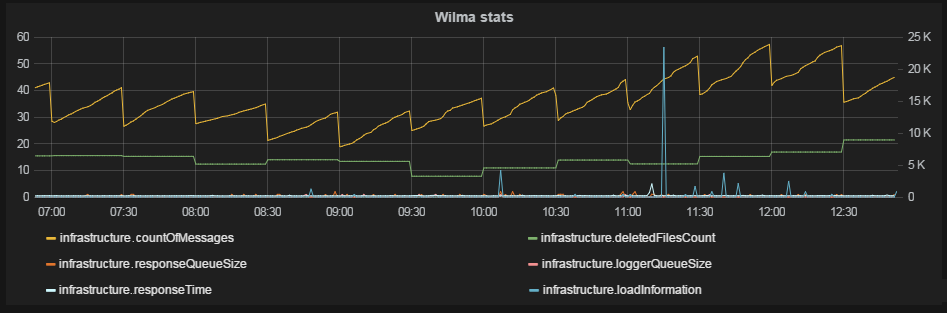 Wilma stats
60 25 K
50 20 K
40 15 K
30
20 10 K
10 5 K
0 0
07:00 07:30 08:00 08:30 09:00 09:30 10:00 10:30 11:00 11:30 12:00 12:30
infrastructure.countOfMessages infrastructure.deletedFilesCount
infrastructure.responseQueueSize infrastructure.loggerQueueSize
infrastructure.responseTime infrastructure.loadInformation